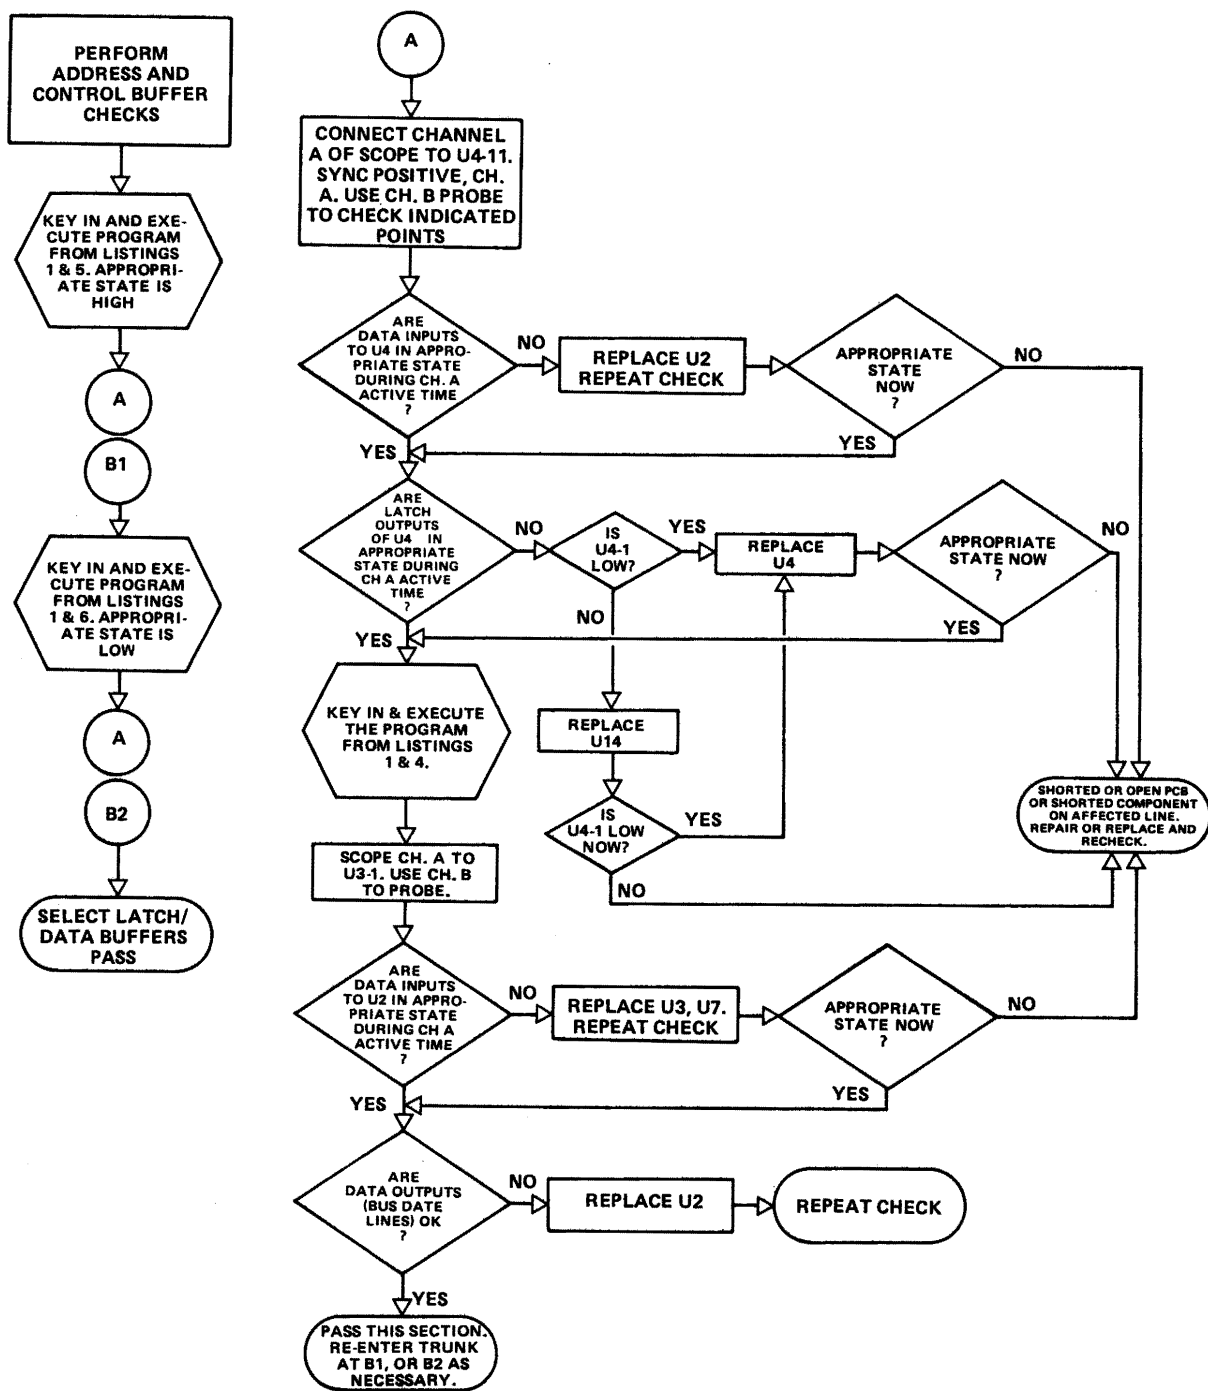 PERFORM
ADDRESS AND
CONTROL BUFFER
CHECKS
KEY IN AND EXE-
CUTE PROGRAM
FROM LISTINGS
1 & 5. APPROPRI-
ATE STATE IS
HIGH
A
B1
KEY IN AND EXE-
CUTE PROGRAM
FROM LISTINGS
1 & 6. APPROPRI-
ATE STATE IS
LOW
A
B2
SELECT LATCH/
DATA BUFFERS
PASS
A
CONNECT CHANNEL
A OF SCOPE TO U4-11.
SYNC POSITIVE, CH.
A. USE CH. B PROBE
TO CHECK INDICATED
POINTS
ARE
DATA INPUTS
TO U4 IN APPRO-
PRIATE STATE
DURING CH. A
ACTIVE TIME
?
NO
REPLACE U2
REPEAT CHECK
APPROPRIATE
STATE
NOW
?
NO
YES
YES
ARE
LATCH
OUTPUTS
OF U4 IN
APPROPRIATE
STATE DURING
CH A ACTIVE
TIME
?
NO
IS
U4-1
LOW?
YES
REPLACE
U4
APPROPRIATE
STATE NOW
?
NO
NO
YES
YES
KEY IN & EXECUTE
THE PROGRAM
FROM LISTINGS
1 & 4.
REPLACE
U14
IS
U4-1 LOW
NOW?
YES
NO
SHORTED OR OPEN PCB
OR SHORTED COMPONENT
ON AFFECTED LINE.
REPAIR OR REPLACE AND
RECHECK.
SCOPE CH. A TO
U3-1. USE CH. B
TO PROBE.
ARE
DATA INPUTS
TO U2 IN APPRO-
PRIATE STATE
DURING CH A
ACTIVE TIME
?
NO
REPLACE U3, U7.
REPEAT CHECK
APPROPRIATE
STATE NOW
?
NO
YES
YES
ARE
DATA OUTPUTS
(BUS DATE
LINES) OK
?
NO
REPLACE U2
REPEAT CHECK
YES
PASS THIS SECTION.
RE-ENTER TRUNK
AT B1, OR B2 AS
NECESSARY.